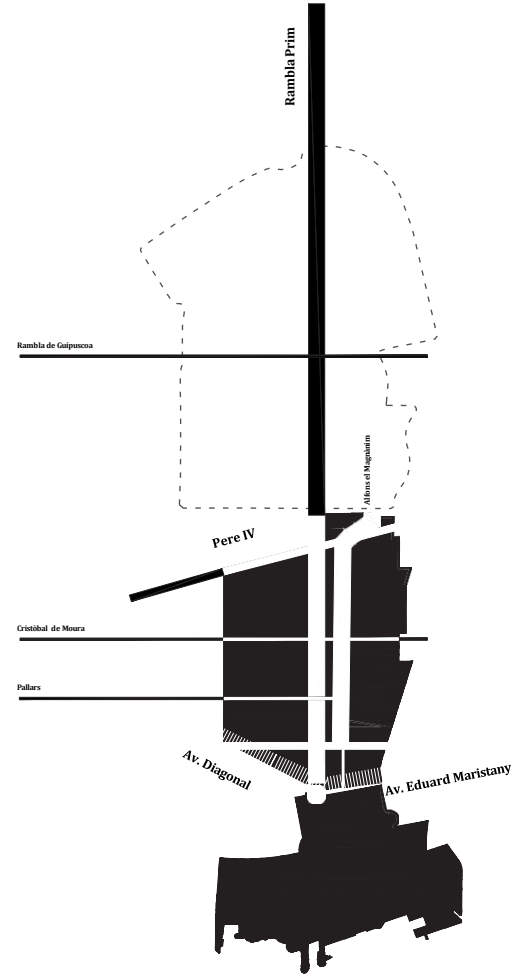 Rambla Prim
Rambla de Guipuscoa
Alfons el Magnànim
Pere IV
Cristòbal de Moura
Pallars
Av. Diagonal
Av. Eduard Maristany